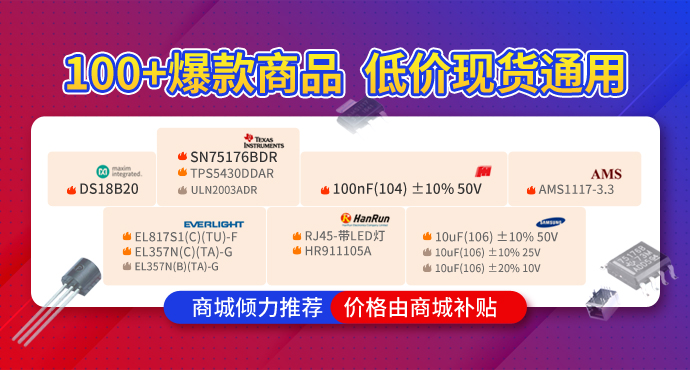 100+爆款商品 低价现货通用
TEXAS INSTRUMENTS
SN75176BDR
TPS5430DDAR
ULN2003ADR
maxim integrated.
DS18B20
100nF(104) ±10% 50V
AMS
AMS1117-3.3
EVERLIGHT
EL817S1(C)(TU)-F
EL357N(C)(TA)-G
EL357N(B)(TA)-G
HanRun
RJ45-带LED灯
HR911105A
SAMSUNG
10uF(106) ±10% 50V
10uF(106) ±10% 25V
10uF(106) ±20% 10V
商城倾力推荐 价格由商城补贴